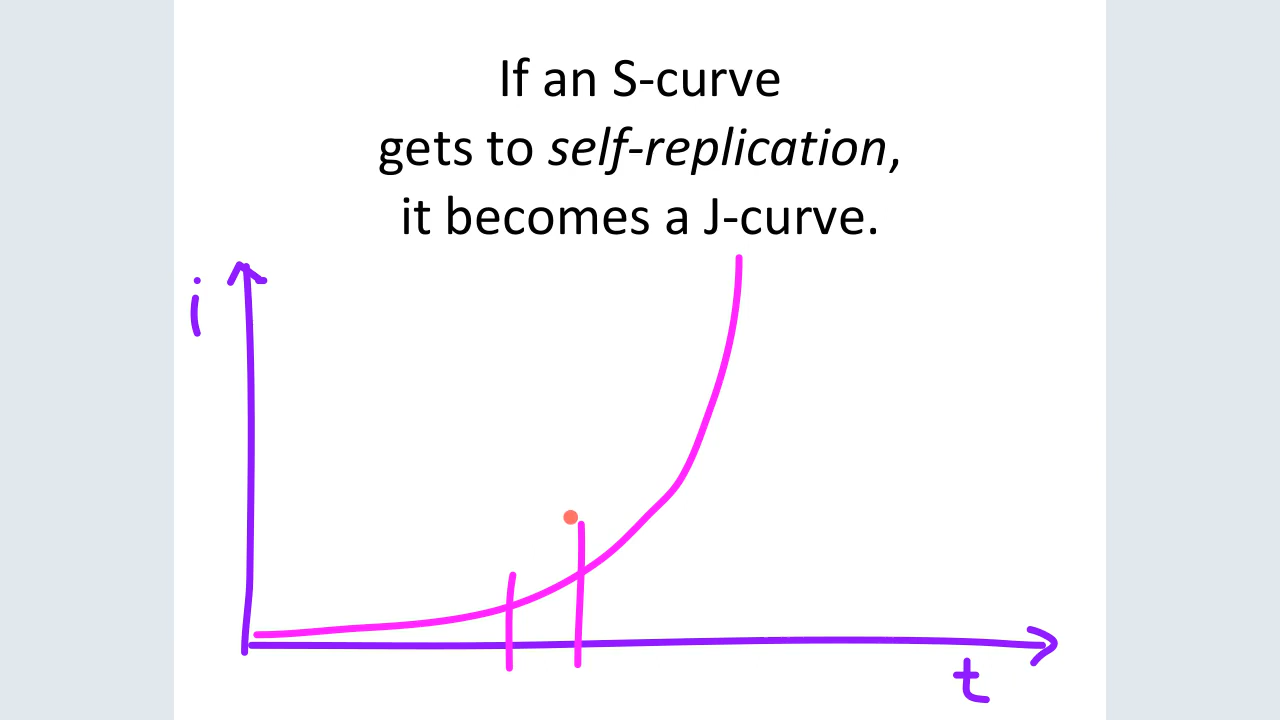 If an S-curve
gets to self-replication,
it becomes a J-curve.
i
t